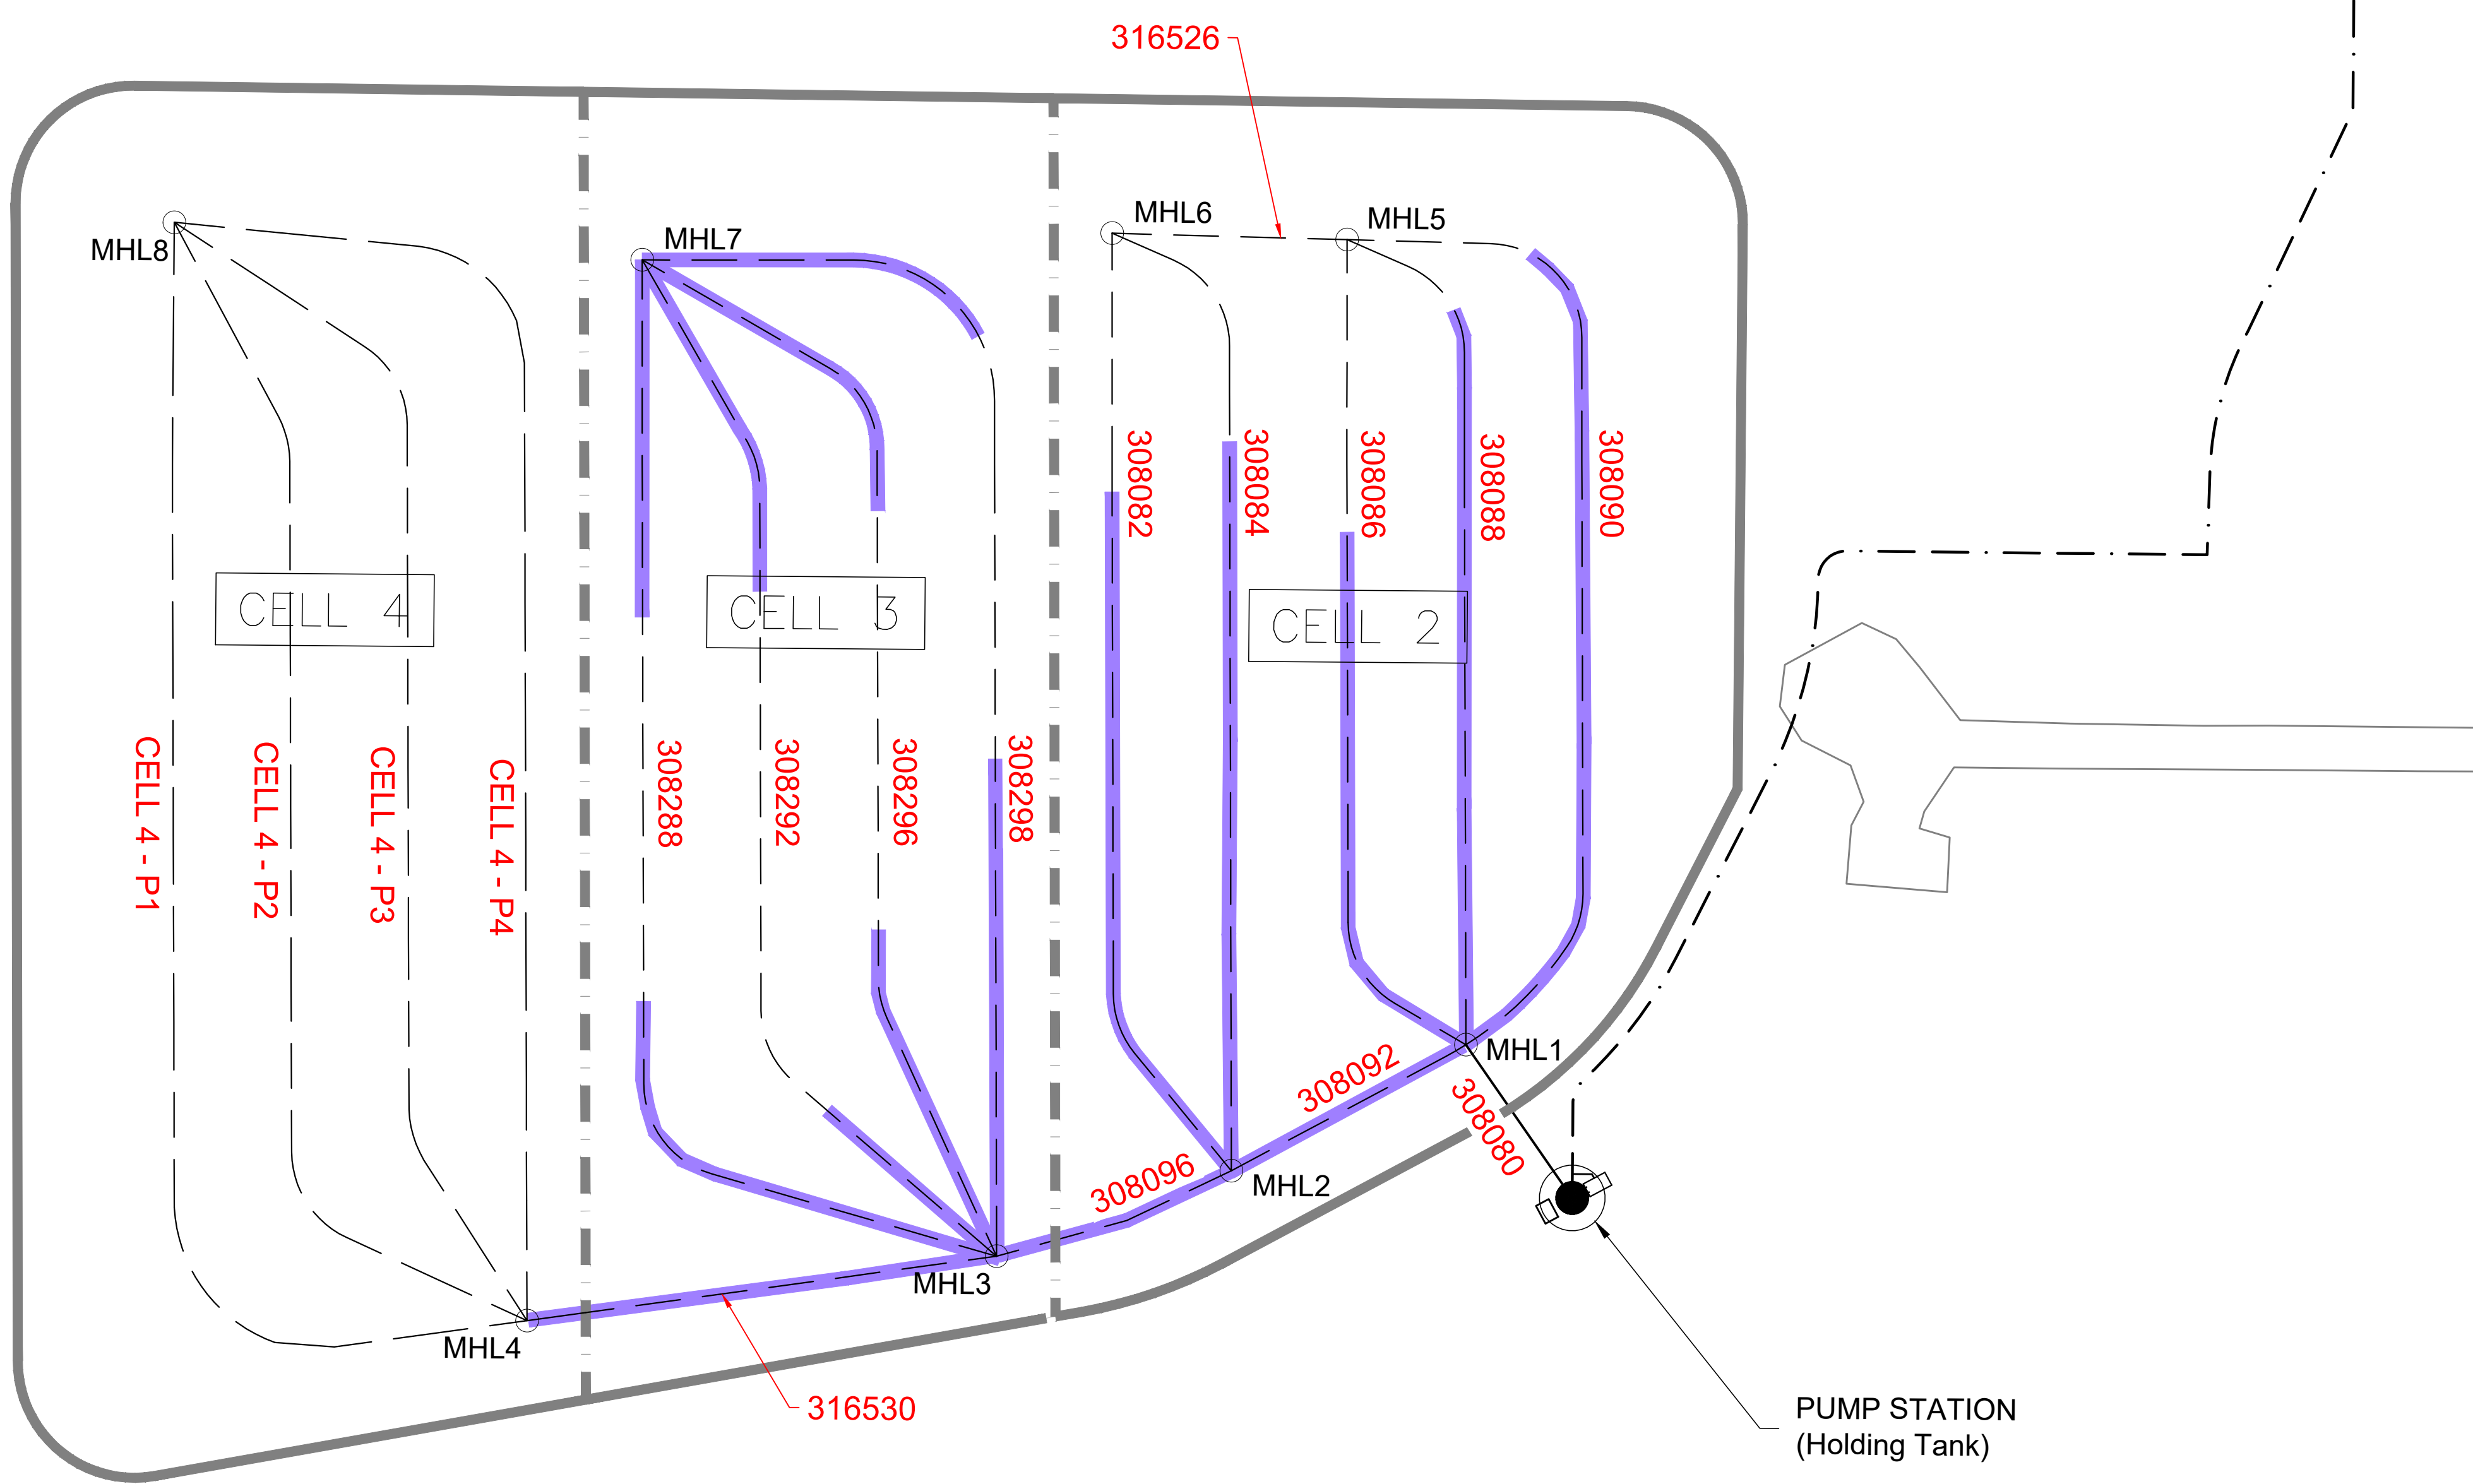 316526
MHL8
MHL7
MHL6
MHL5
308082
308084
308086
308088
308090
CELL 4
CELL 3
CELL 2
CELL 4 - P1
CELL 4 - P2
CELL 4 - P3
CELL 4 - P4
308288
308292
308296
308298
308092
MHL1
308080
308096
MHL2
MHL3
MHL4
316530
PUMP STATION
(Holding Tank)